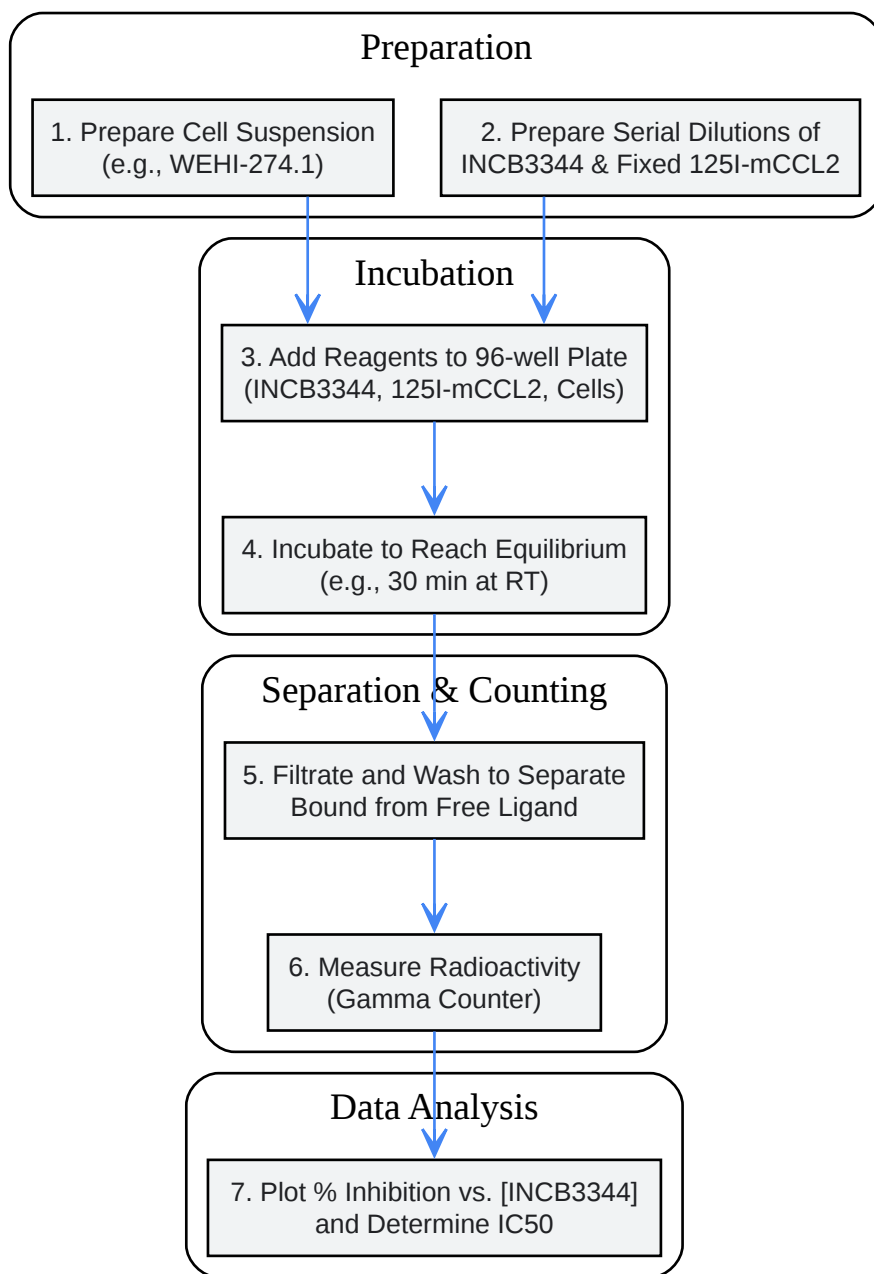 Preparation
1. Prepare Cell Suspension
(e.g., WEHI-274.1)
2. Prepare Serial Dilutions of
INCB3344 & Fixed 125I-mCCL2
Incubation
3. Add Reagents to 96-well Plate
(INCB3344, 125I-mCCL2, Cells)
4. Incubate to Reach Equilibrium
(e.g., 30 min at RT)
Separation & Counting
5. Filtrate and Wash to Separate
Bound from Free Ligand
6. Measure Radioactivity
(Gamma Counter)
Data Analysis
7. Plot % Inhibition vs. [INCB3344]
and Determine IC50